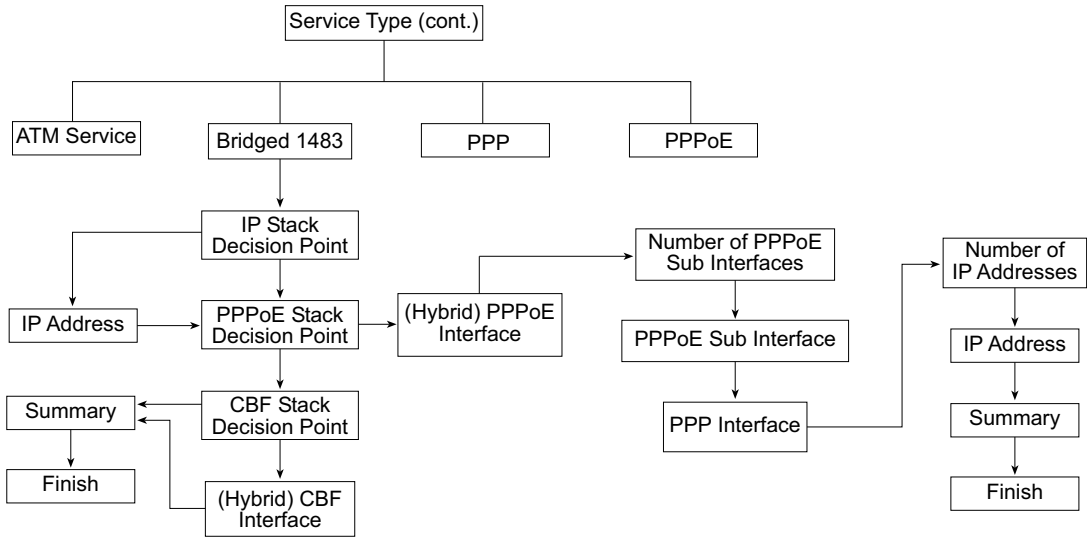 Service Type (cont.)
ATM Service
Bridged 1483
PPP
PPPoE
IP Stack
Decision Point
IP Address
PPPoE Stack
Decision Point
(Hybrid) PPPoE
Interface
CBF Stack
Decision Point
Summary
Finish
(Hybrid) CBF
Interface
Number of PPPoE
Sub Interfaces
PPPoE Sub Interface
PPP Interface
Number of
IP Addresses
IP Address
Summary
Finish